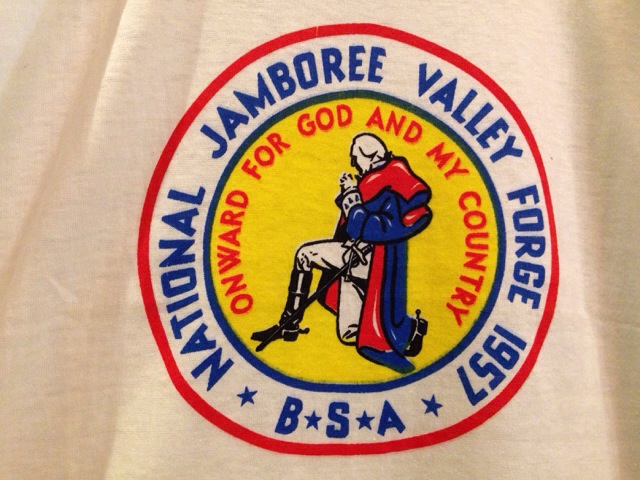 NATIONAL JAMBOREE VALLEY FORGE 1957
ONWARD FOR GOD AND MY COUNTRY
★ B★S★A ★